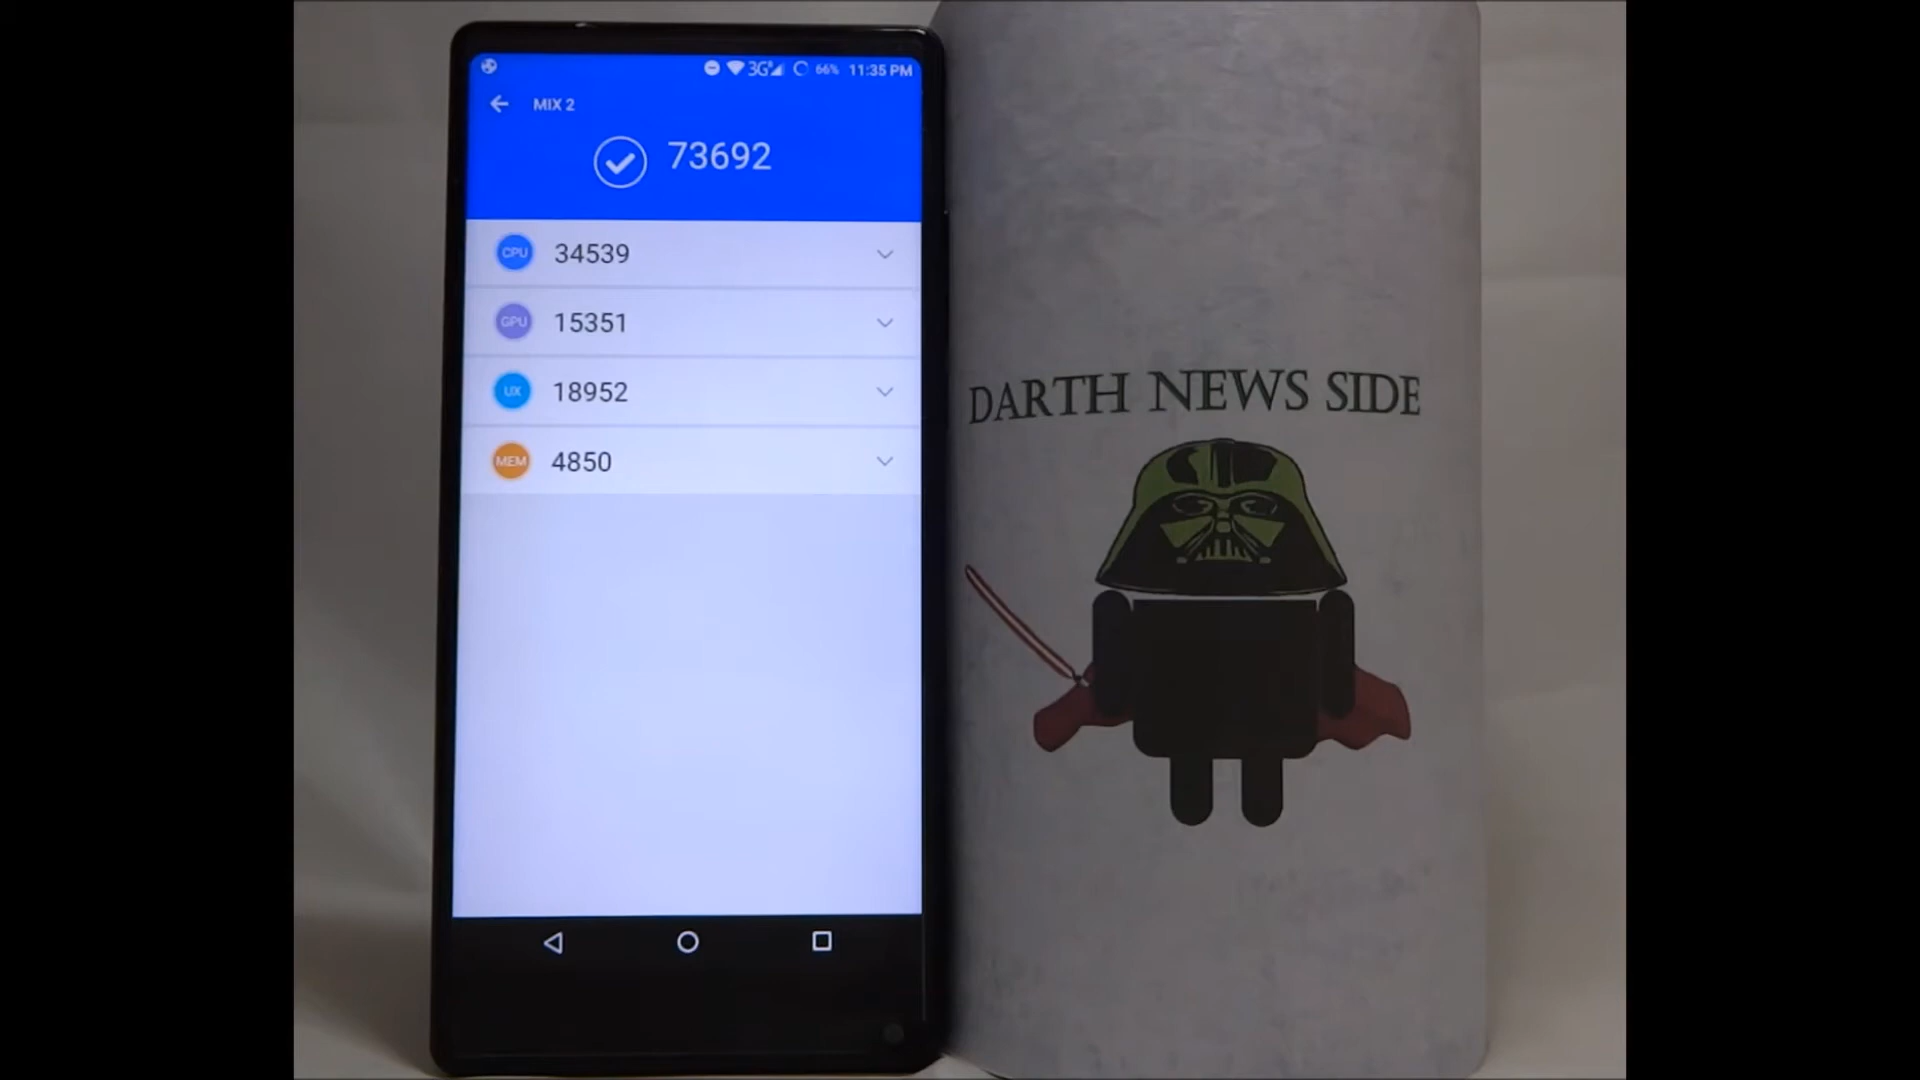 3G 66% 11:35 PM
MIX 2
73692
CPU 34539
GPU 15351
UX 18952
MEM 4850
DARTH NEWS SIDE